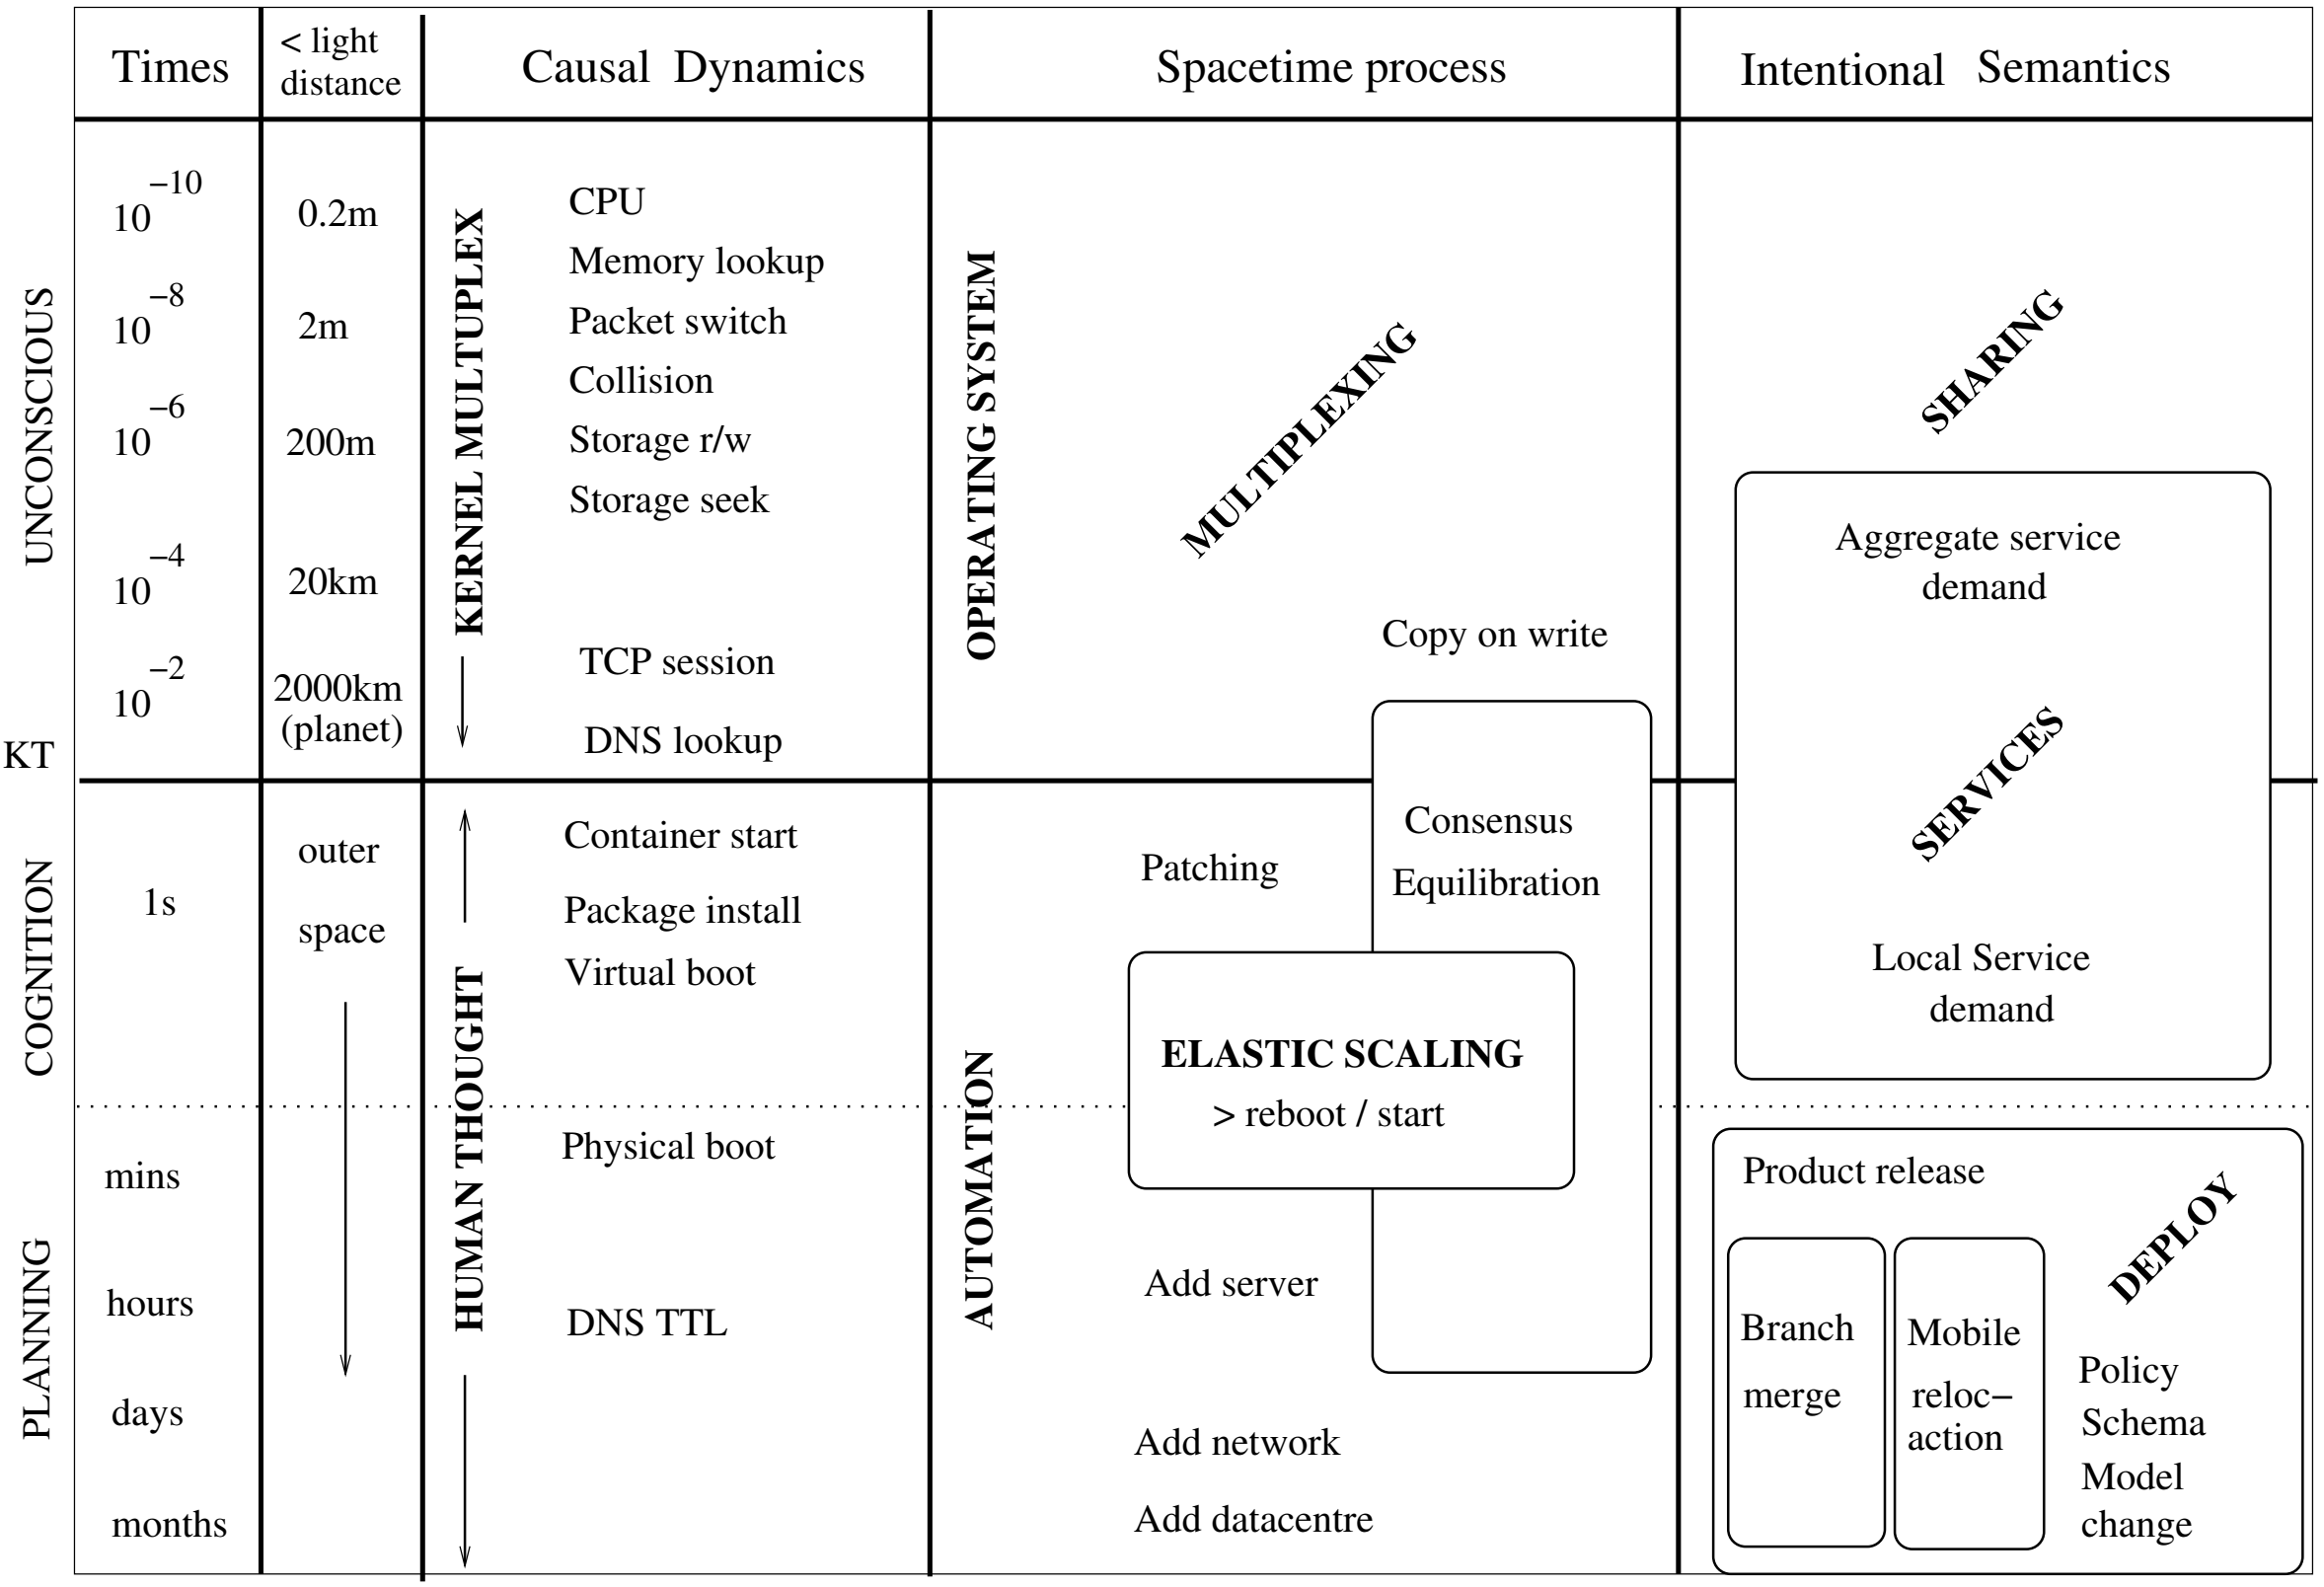 Times
< light
distance
Causal Dynamics
Spacetime process
Intentional Semantics
UNCONSCIOUS
KT
COGNITION
PLANNING
10 −10
10 −8
10 −6
10 −4
10 −2
1s
mins
hours
days
months
0.2m
2m
200m
20km
2000km
(planet)
outer
space
KERNEL MULTUPLEX
HUMAN THOUGHT
CPU
Memory lookup
Packet switch
Collision
Storage r/w
Storage seek
TCP session
DNS lookup
Container start
Package install
Virtual boot
Physical boot
DNS TTL
OPERATING SYSTEM
AUTOMATION
MULTIPLEXING
Copy on write
Patching
Consensus
Equilibration
ELASTIC SCALING
> reboot / start
Add server
Add network
Add datacentre
SHARING
Aggregate service
demand
SERVICES
Local Service
demand
Product release
DEPLOY
Branch
merge
Mobile
reloc−
action
Policy
Schema
Model
change